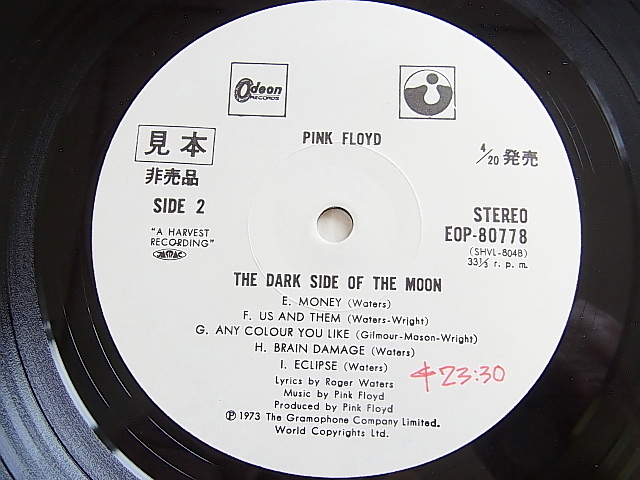 Odeon
RECORDS
PINK FLOYD
見本
4/20 発売
非売品
SIDE 2
STEREO
EOP-80778
"A HARVEST
RECORDING"
(SHVL-804B)
33⅓ r. p. m.
JASRAC
THE DARK SIDE OF THE MOON
E. MONEY (Waters)
F. US AND THEM (Waters-Wright)
G. ANY COLOUR YOU LIKE (Gilmour-Mason-Wright)
H. BRAIN DAMAGE (Waters)
I. ECLIPSE (Waters)
23:30
Lyrics by Roger Waters
Music by Pink Floyd
Produced by Pink Floyd
Ⓟ 1973 The Gramophone Company Limited.
World Copyrights Ltd.